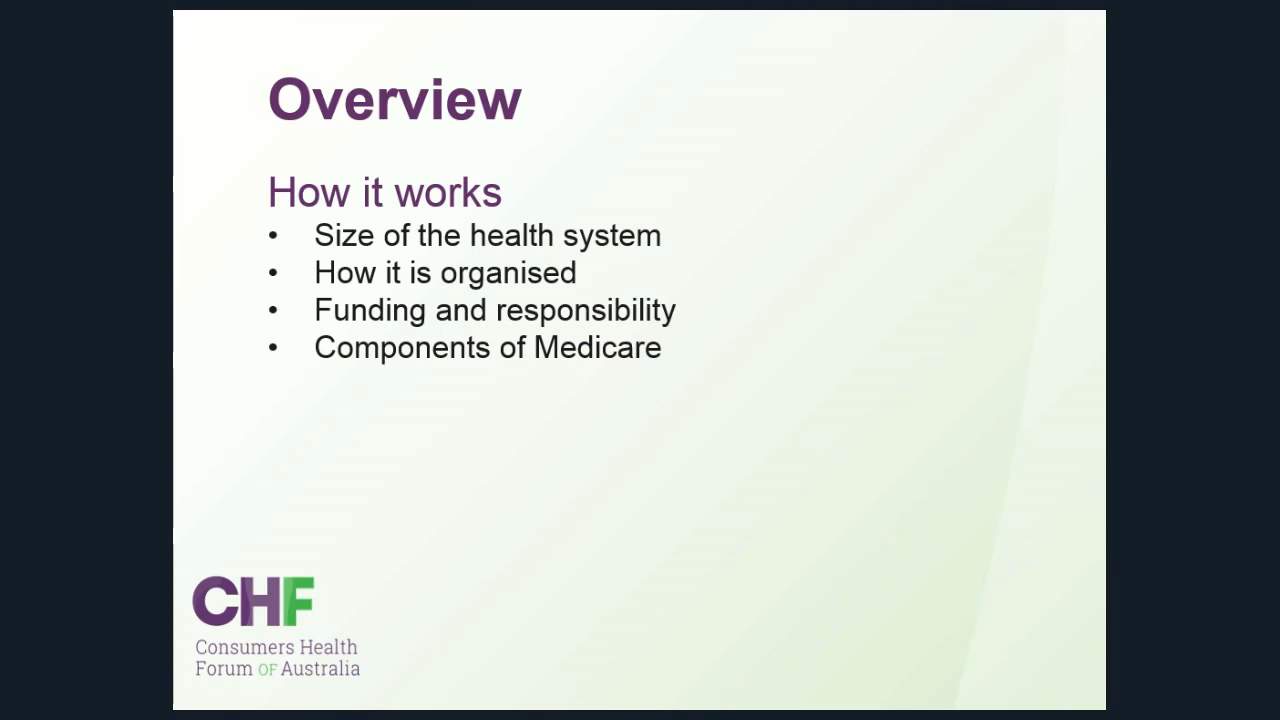 Overview
How it works
• Size of the health system
• How it is organised
• Funding and responsibility
• Components of Medicare
CHF
Consumers Health
Forum OF Australia